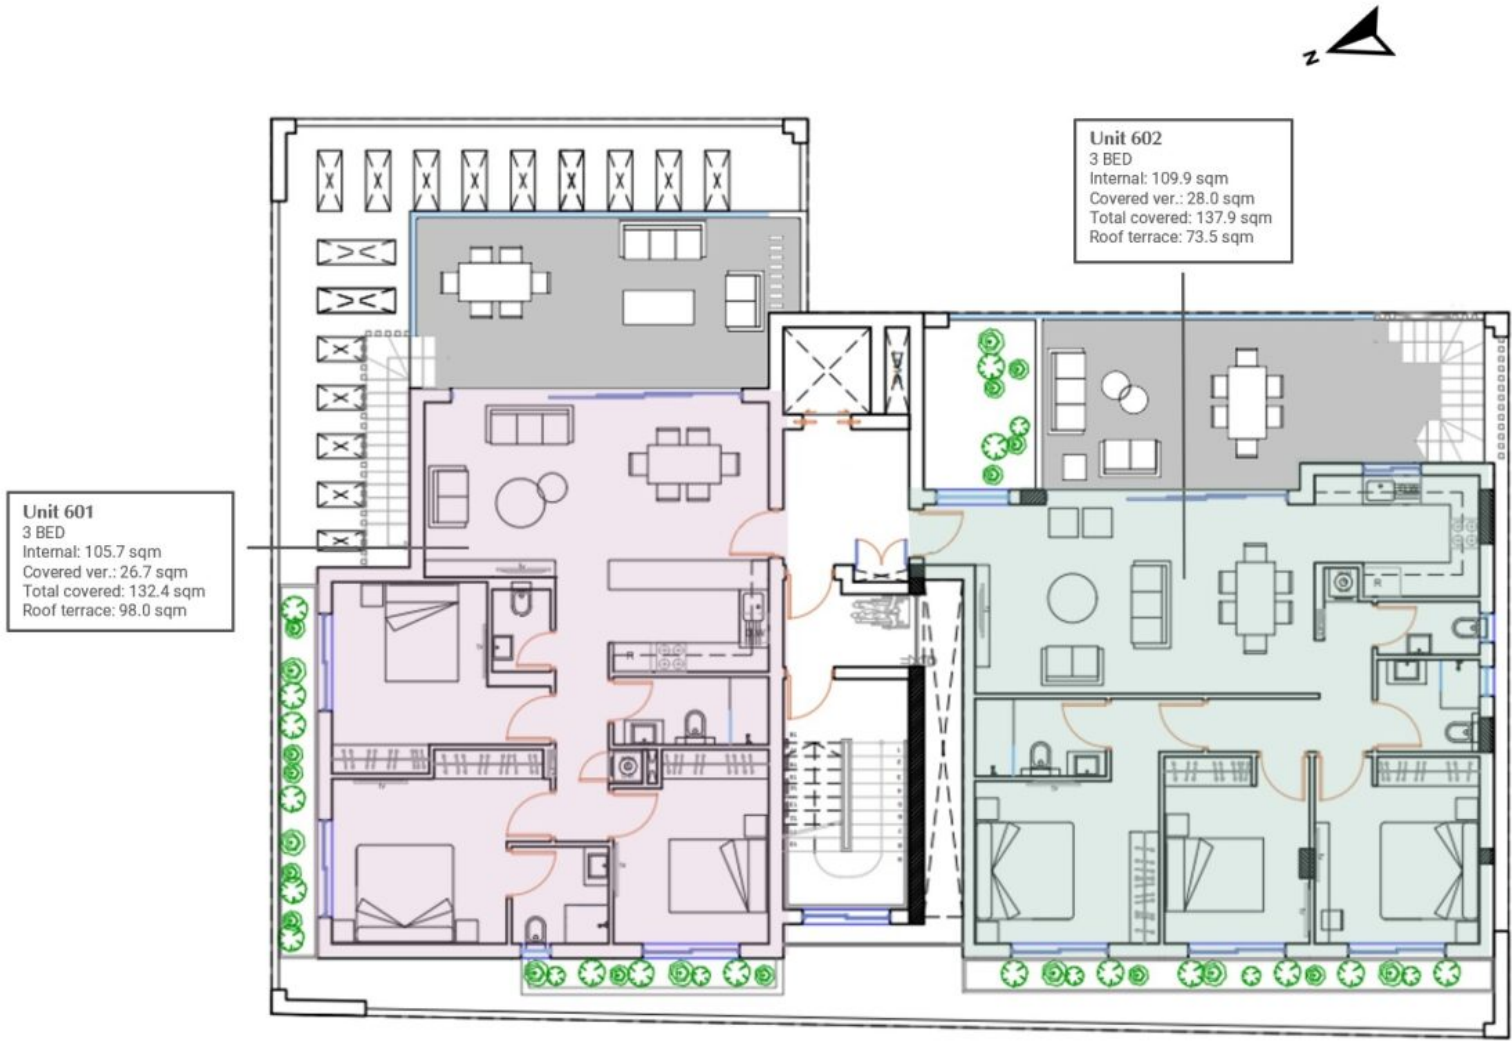 N
Unit 602
3 BED
Internal: 109.9 sqm
Covered ver.: 28.0 sqm
Total covered: 137.9 sqm
Roof terrace: 73.5 sqm
Unit 601
3 BED
Internal: 105.7 sqm
Covered ver.: 26.7 sqm
Total covered: 132.4 sqm
Roof terrace: 98.0 sqm
R
R